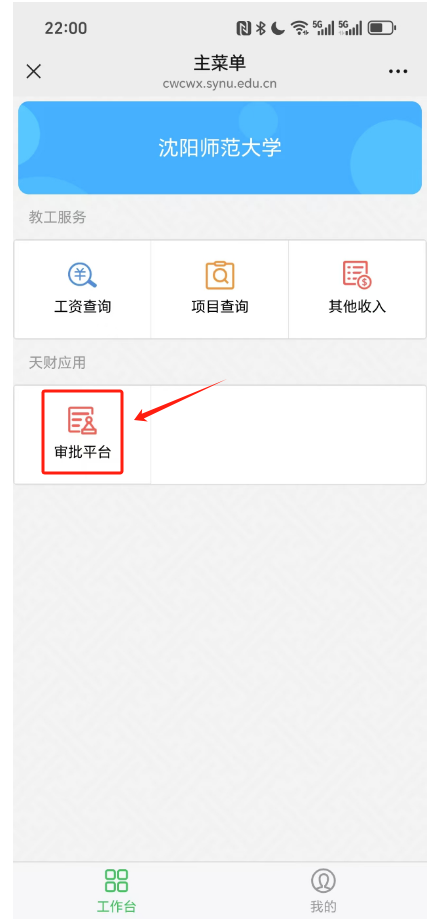 22:00
5G 5G
主菜单
cwcwx.synu.edu.cn
沈阳师范大学
教工服务
工资查询 项目查询 其他收入
天财应用
审批平台
工作台 我的